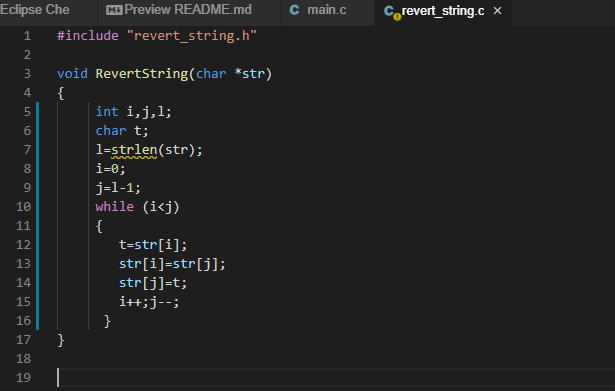 Eclipse Che Preview README.md C main.c C revert_string.c ×
1 #include "revert_string.h"
2
3 void RevertString(char *str)
4 {
5 int i,j,l;
6 char t;
7 l=strlen(str);
8 i=0;
9 j=l-1;
10 while (i<j)
11 {
12 t=str[i];
13 str[i]=str[j];
14 str[j]=t;
15 i++;j--;
16 }
17 }
18
19